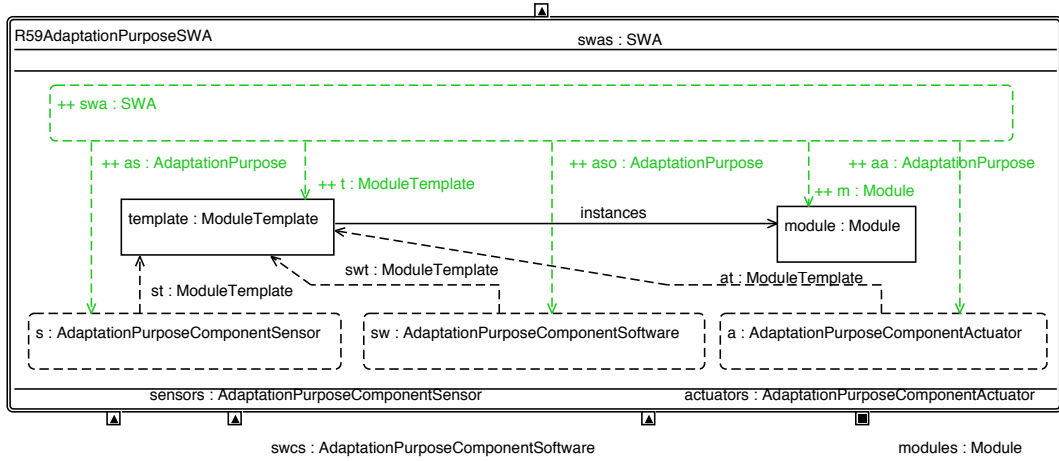 R59AdaptationPurposeSWA
swas : SWA
++ swa : SWA
++ as : AdaptationPurpose
++ aso : AdaptationPurpose
++ aa : AdaptationPurpose
++ t : ModuleTemplate
++ m : Module
template : ModuleTemplate
instances
module : Module
swt : ModuleTemplate
at : ModuleTemplate
st : ModuleTemplate
s : AdaptationPurposeComponentSensor
sw : AdaptationPurposeComponentSoftware
a : AdaptationPurposeComponentActuator
sensors : AdaptationPurposeComponentSensor
actuators : AdaptationPurposeComponentActuator
swcs : AdaptationPurposeComponentSoftware
modules : Module